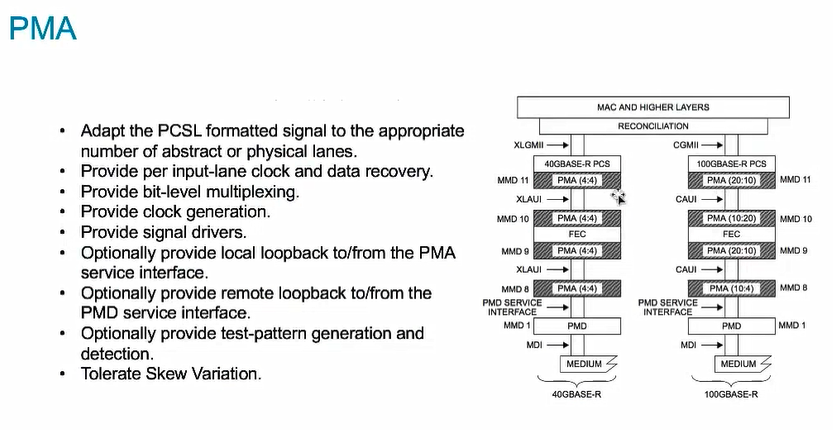 PMA
• Adapt the PCSL formatted signal to the appropriate
number of abstract or physical lanes.
• Provide per input-lane clock and data recovery.
• Provide bit-level multiplexing.
• Provide clock generation.
• Provide signal drivers.
• Optionally provide local loopback to/from the PMA
service interface.
• Optionally provide remote loopback to/from the
PMD service interface.
• Optionally provide test-pattern generation and
detection.
• Tolerate Skew Variation.
MAC AND HIGHER LAYERS
RECONCILIATION
XLGMII
40GBASE-R PCS
MMD 11
PMA (4:4)
XLAUI
MMD 10
PMA (4:4)
FEC
MMD 9
PMA (4:4)
XLAUI
MMD 8
PMA (4:4)
PMD SERVICE
INTERFACE
MMD 1
PMD
MDI
MEDIUM
40GBASE-R
CGMII
100GBASE-R PCS
PMA (20:10)
MMD 11
CAUI
PMA (10:20)
MMD 10
FEC
PMA (20:10)
MMD 9
CAUI
PMA (10:4)
MMD 8
PMD SERVICE
INTERFACE
PMD
MMD 1
MDI
MEDIUM
100GBASE-R